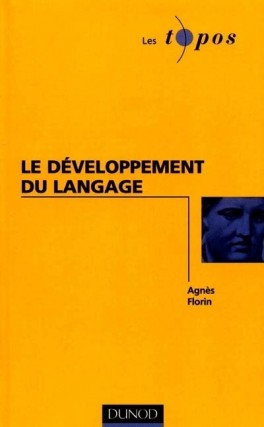 Les topos
LE DÉVELOPPEMENT
DU LANGAGE
Agnès
Florin
DUNOD